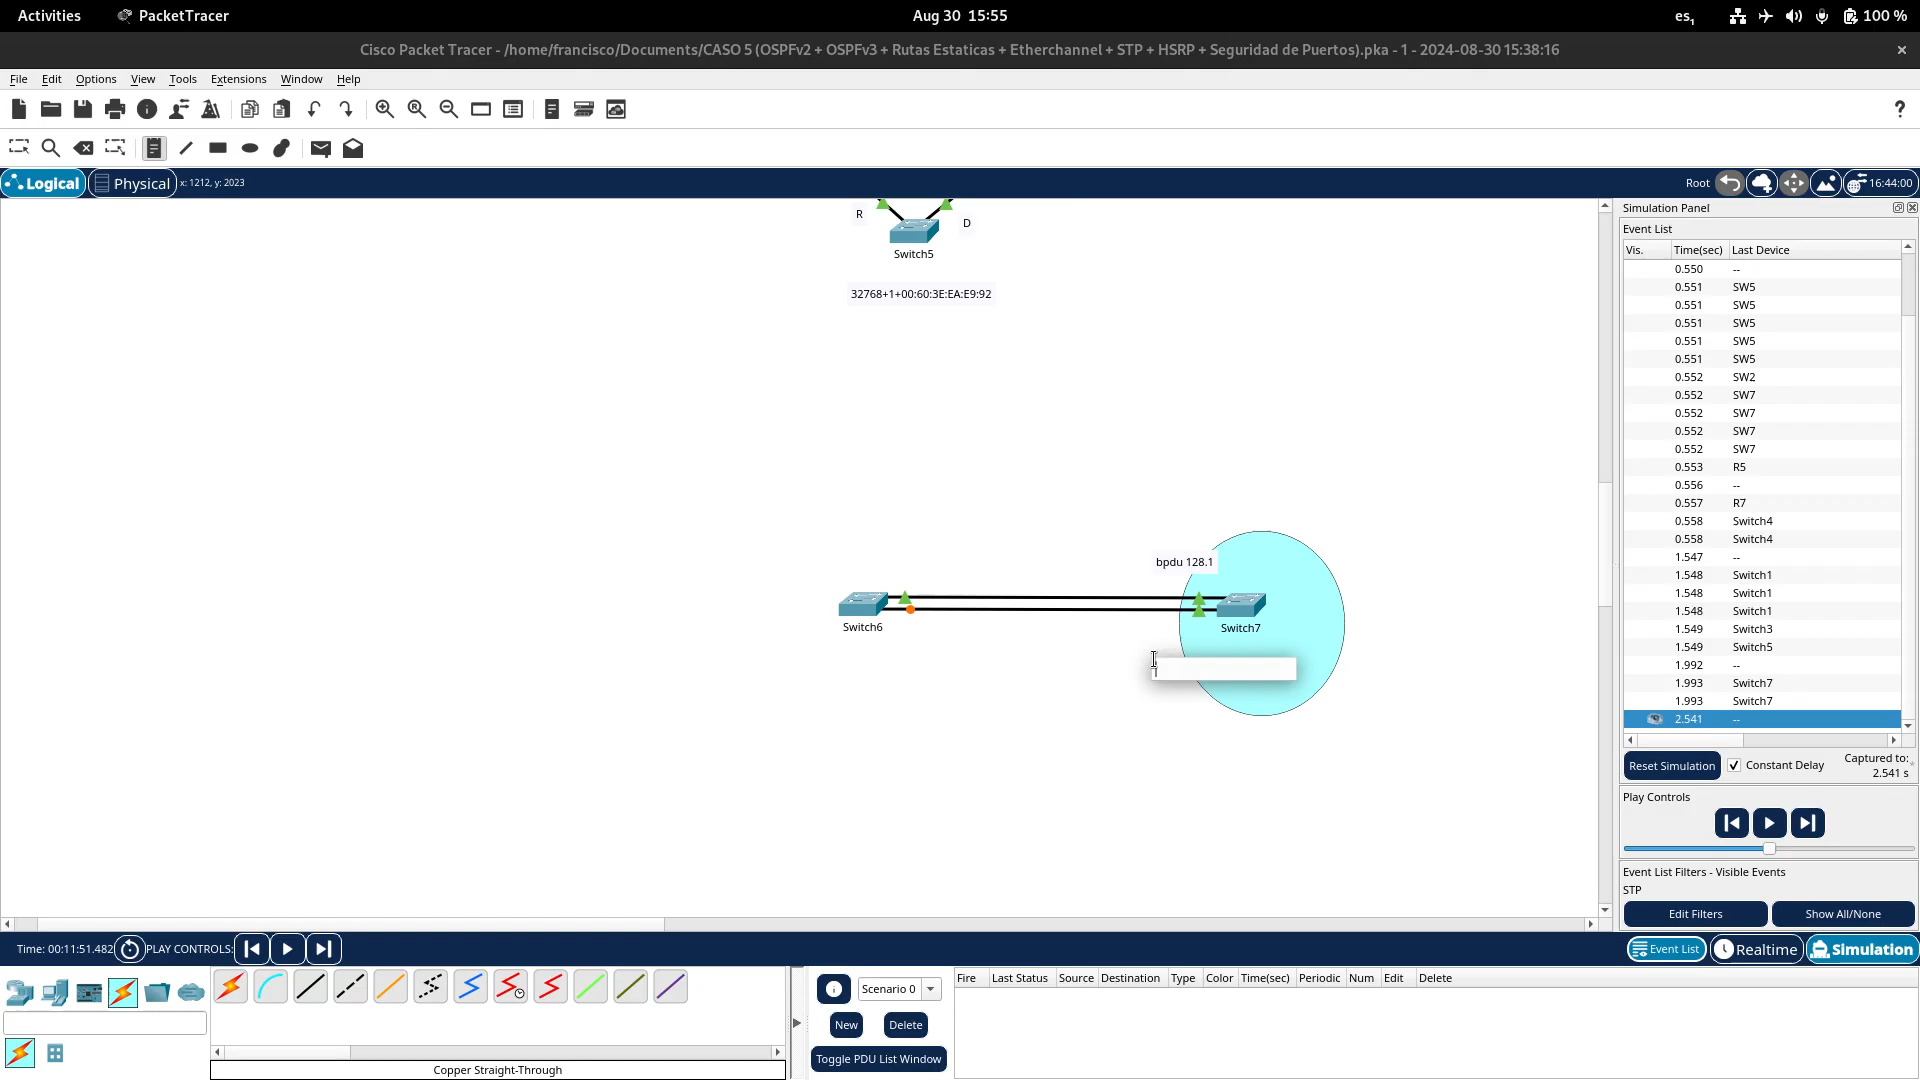 Activities PacketTracer Aug 30 15:55 es₁ 100 %
Cisco Packet Tracer - /home/francisco/Documents/CASO 5 (OSPFv2 + OSPFv3 + Rutas Estaticas + Etherchannel + STP + HSRP + Seguridad de Puertos).pka - 1 - 2024-08-30 15:38:16
File Edit Options View Tools Extensions Window Help
Logical Physical x: 1212, y: 2023 Root 16:44:00
R
D
Switch5
32768+1+00:60:3E:EA:E9:92
bpdu 128.1
Switch6
Switch7
Simulation Panel
Event List
Vis. Time(sec) Last Device
0.550 --
0.551 SW5
0.551 SW5
0.551 SW5
0.551 SW5
0.551 SW5
0.552 SW2
0.552 SW7
0.552 SW7
0.552 SW7
0.552 SW7
0.553 R5
0.556 --
0.557 R7
0.558 Switch4
0.558 Switch4
1.547 --
1.548 Switch1
1.548 Switch1
1.548 Switch1
1.549 Switch3
1.549 Switch5
1.992 --
1.993 Switch7
1.993 Switch7
2.541 --
Reset Simulation Constant Delay Captured to:
2.541 s
Play Controls
Event List Filters - Visible Events
STP
Edit Filters Show All/None
Time: 00:11:51.482 PLAY CONTROLS: Event List Realtime Simulation
Scenario 0
New Delete
Toggle PDU List Window
Fire Last Status Source Destination Type Color Time(sec) Periodic Num Edit Delete
Copper Straight-Through